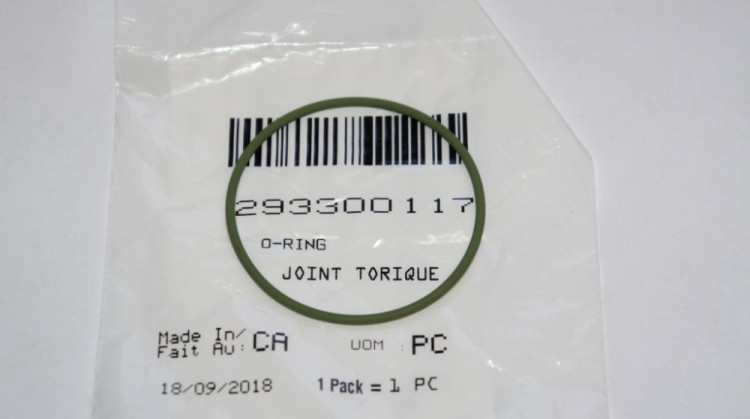 293300117
O-RING
JOINT TORIQUE
Made In/
Fait Au: CA
UOM : PC
18/09/2018
1 Pack = 1 PC